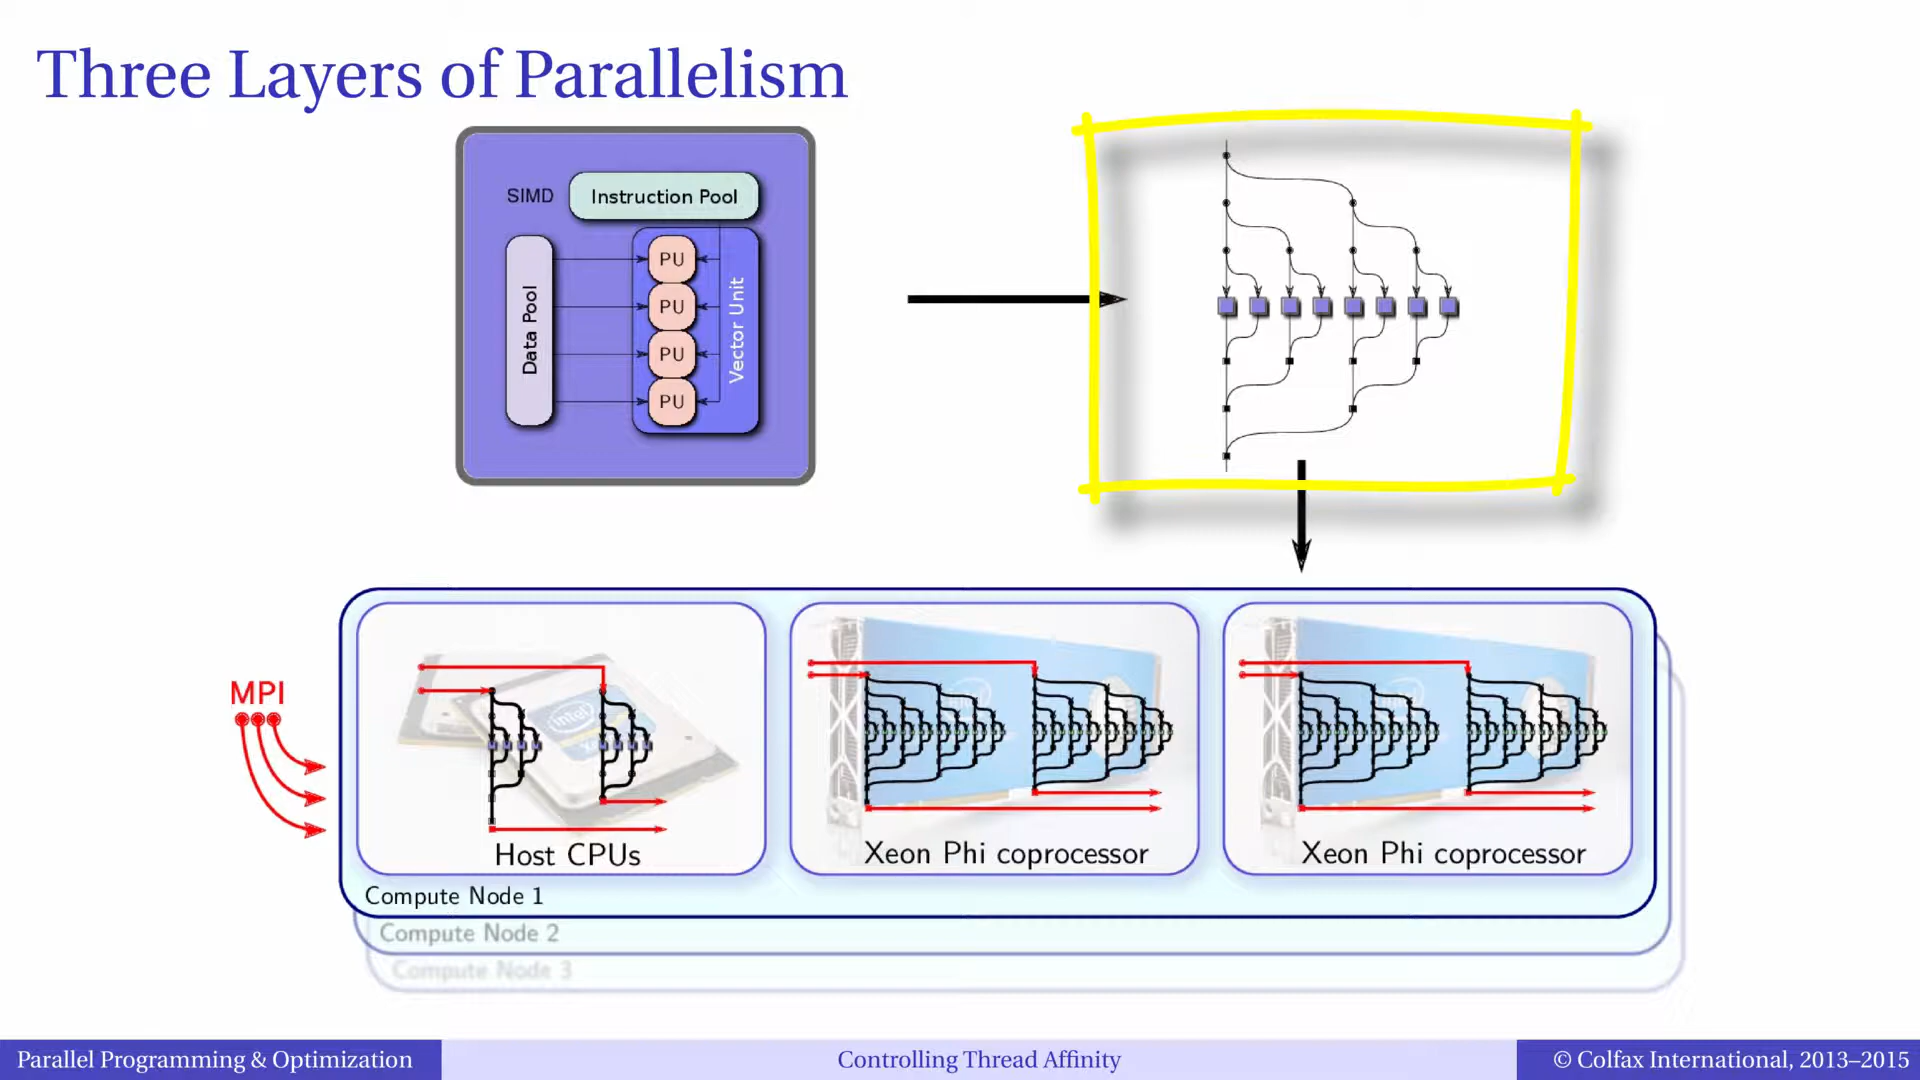 Three Layers of Parallelism
SIMD
Instruction Pool
Data Pool
PU
PU
PU
PU
Vector Unit
MPI
intel
Host CPUs
Xeon Phi coprocessor
Xeon Phi coprocessor
Compute Node 1
Compute Node 2
Compute Node 3
Parallel Programming & Optimization
Controlling Thread Affinity
© Colfax International, 2013–2015